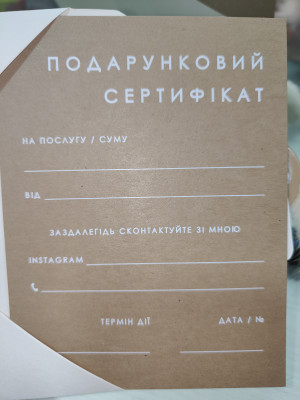 ПОДАРУНКОВИЙ
СЕРТИФІКАТ
НА ПОСЛУГУ / СУМУ
ВІД
ЗАЗДАЛЕГІДЬ СКОНТАКТУЙТЕ ЗІ МНОЮ
INSTAGRAM
ТЕРМІН ДІЇ ДАТА / №